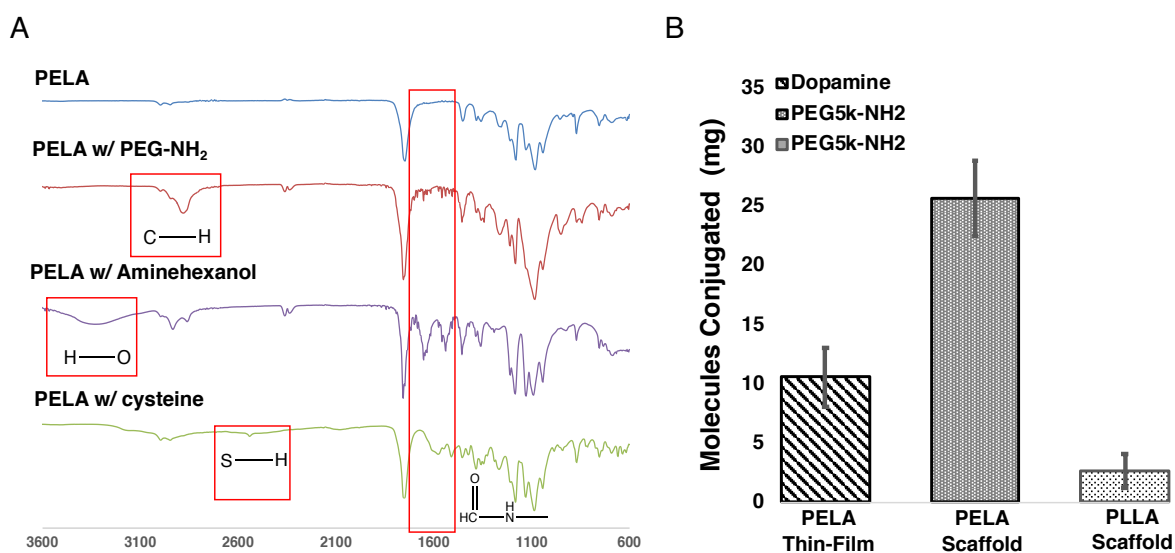 A
PELA
PELA w/ PEG-NH₂
C H
PELA w/ Aminehexanol
H O
PELA w/ cysteine
S H
O
HC N
H
3600 3100 2600 2100 1600 1100 600
B
Molecules Conjugated (mg)
35
30
25
20
15
10
5
0
Dopamine
PEG5k-NH2
PEG5k-NH2
PELA
Thin-Film
PELA
Scaffold
PLLA
Scaffold